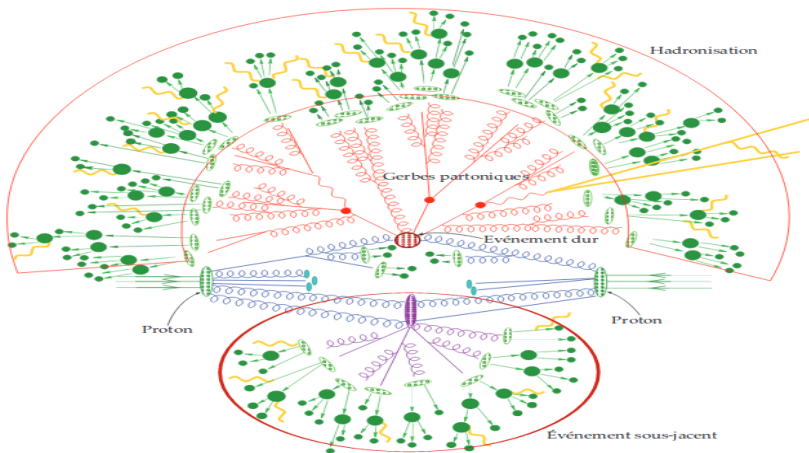 Hadronisation
Gerbes partoniques
Evénement dur
Proton
Proton
Événement sous-jacent